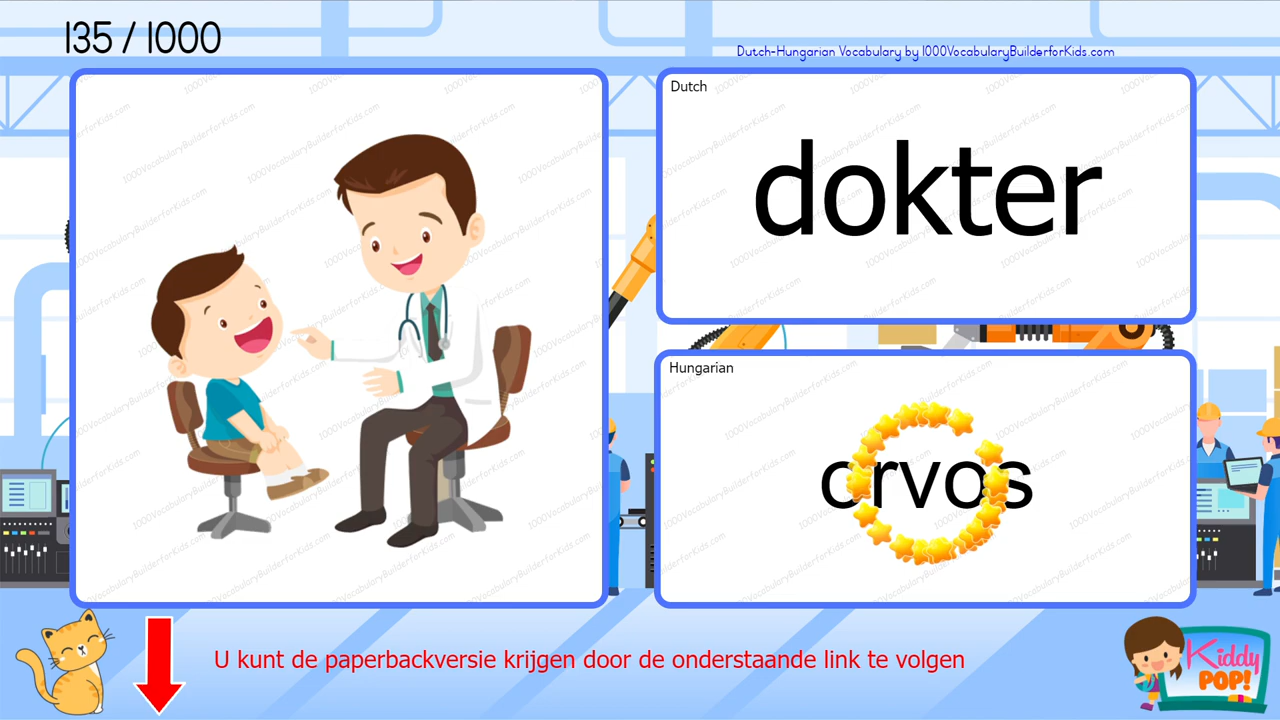 135 / 1000
Dutch-Hungarian Vocabulary by 1000VocabularyBuilderforKids.com
Dutch
dokter
Hungarian
orvos
U kunt de paperbackversie krijgen door de onderstaande link te volgen
Kiddy
POP!